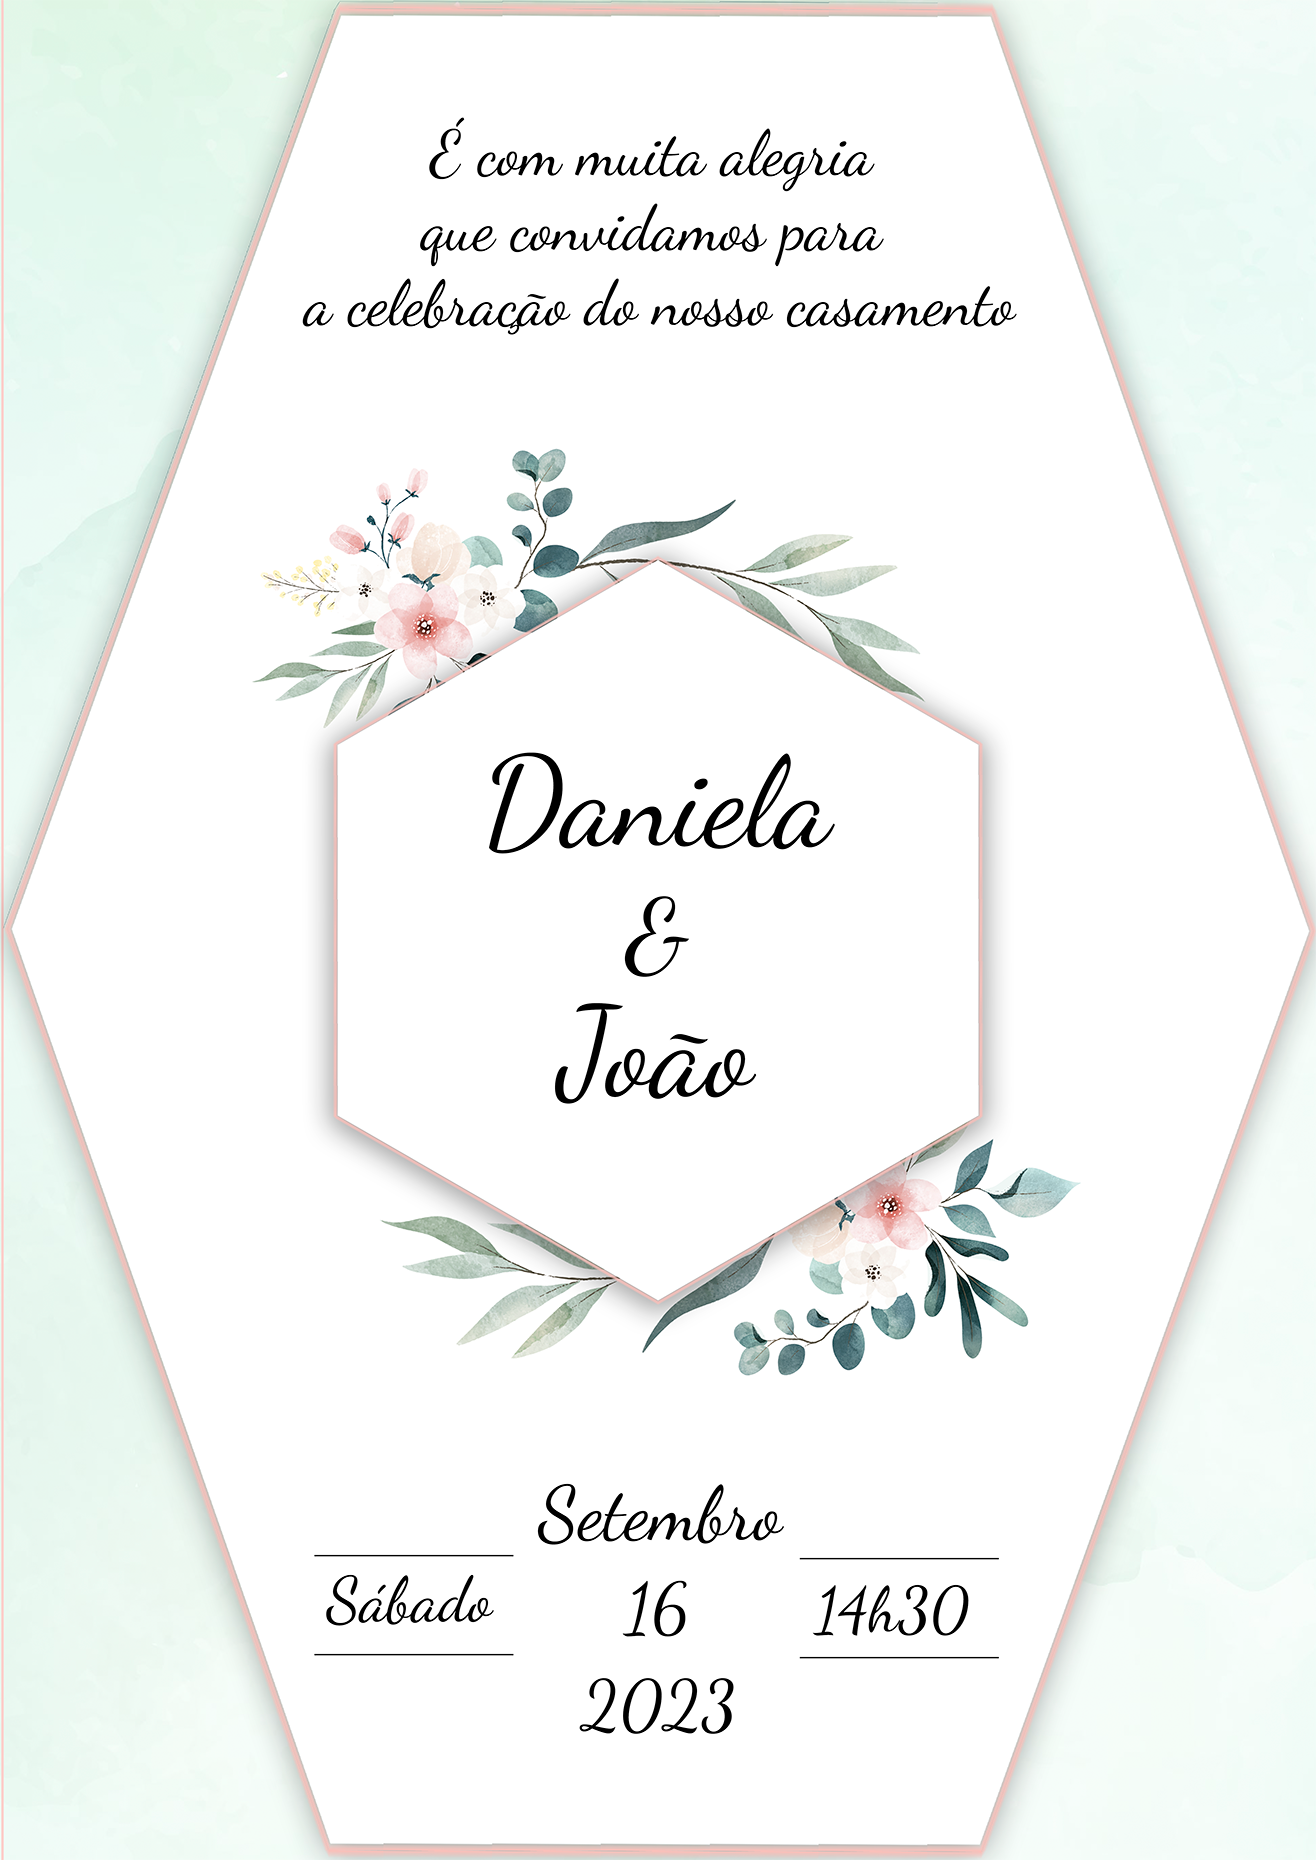 É com muita alegria
que convidamos para
a celebração do nosso casamento
Daniela
&
João
Setembro
Sábado
16
14h30
2023